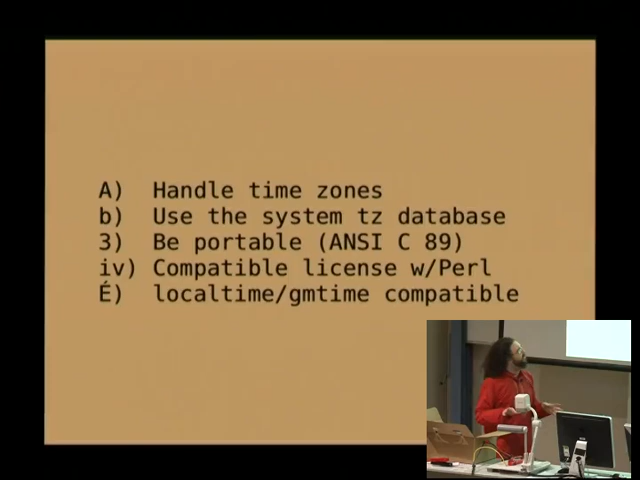 A) Handle time zones
b) Use the system tz database
3) Be portable (ANSI C 89)
iv) Compatible license w/Perl
É) localtime/gmtime compatible